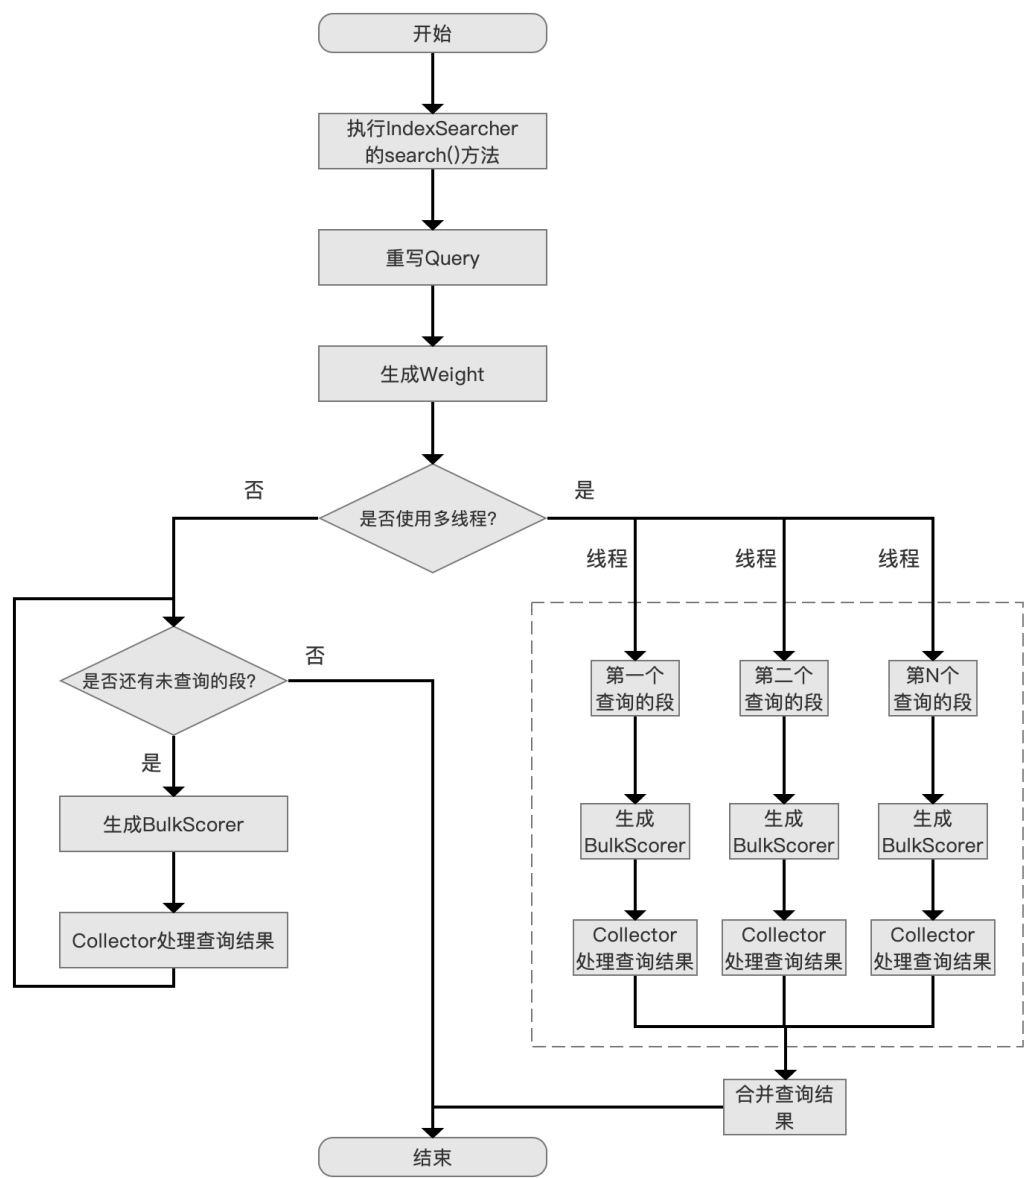 开始
执行IndexSearcher
的search()方法
重写Query
生成Weight
否
是
是否使用多线程?
线程
线程
线程
否
是否还有未查询的段?
第一个
查询的段
第二个
查询的段
第N个
查询的段
是
生成BulkScorer
生成
BulkScorer
生成
BulkScorer
生成
BulkScorer
Collector处理查询结果
Collector
处理查询结果
Collector
处理查询结果
Collector
处理查询结果
合并查询结
果
结束